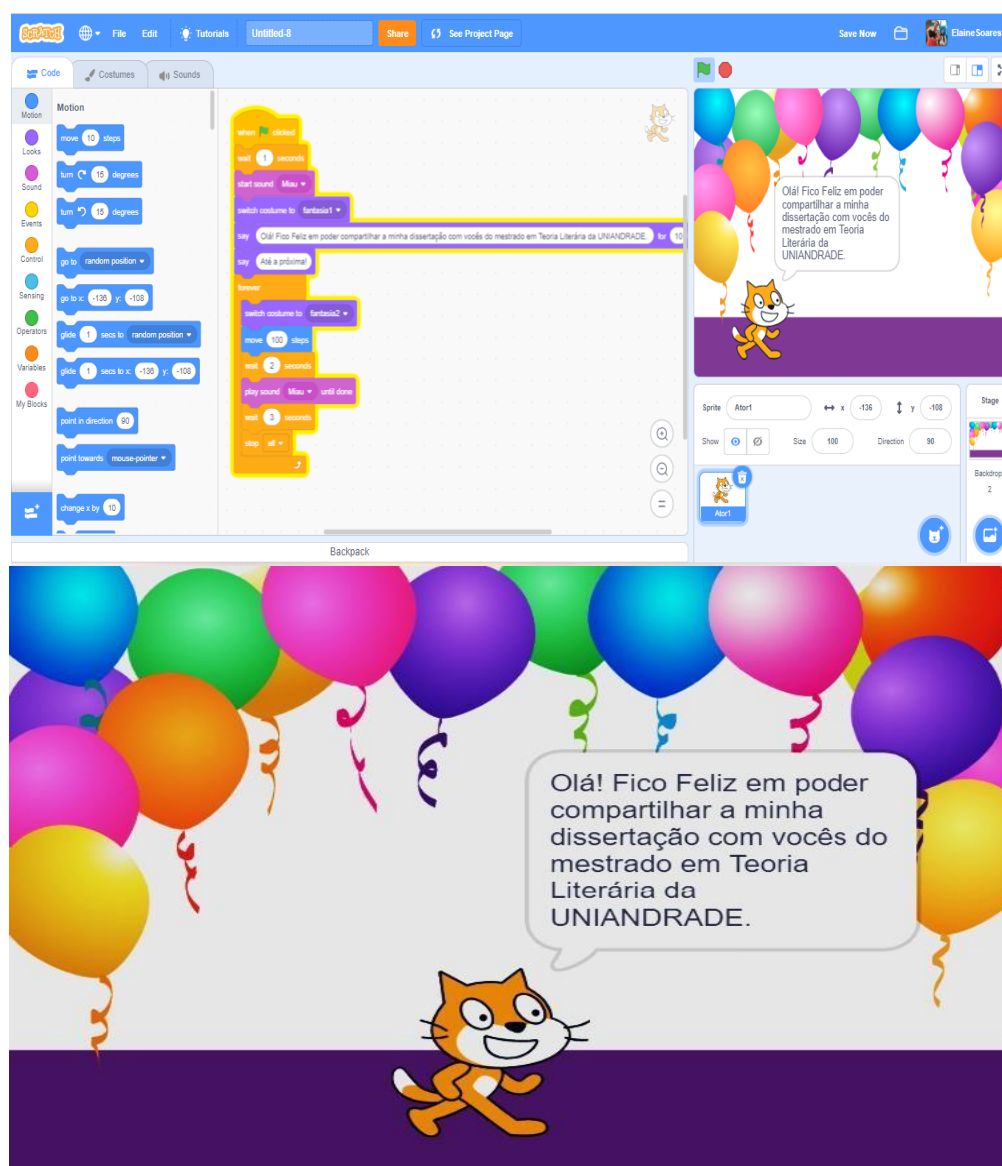 SCRATCH File Edit Tutorials Untitled-8 Share See Project Page Save Now ElaineSoares
Code Costumes Sounds
Motion
Looks
Sound
Events
Control
Sensing
Operators
Variables
My Blocks
Motion
move 10 steps
turn 15 degrees
turn 15 degrees
go to random position
go to x: -136 y: -108
glide 1 secs to random position
glide 1 secs to x: -136 y: -108
point in direction 90
point towards mouse-pointer
change x by 10
when clicked
wait 1 seconds
start sound Miau
switch costume to fantasia1
say Olá! Fico Feliz em poder compartilhar a minha dissertação com vocês do mestrado em Teoria Literária da UNIANDRADE. for 10
say Até a próxima!
forever
switch costume to fantasia2
move 100 steps
wait 2 seconds
play sound Miau until done
wait 3 seconds
stop all
Backpack
Olá! Fico Feliz em poder
compartilhar a minha
dissertação com vocês do
mestrado em Teoria
Literária da
UNIANDRADE.
Sprite Ator1 x -136 y -108
Show Size 100 Direction 90
Ator1
Stage
Backdrop
2
Olá! Fico Feliz em poder
compartilhar a minha
dissertação com vocês do
mestrado em Teoria
Literária da
UNIANDRADE.